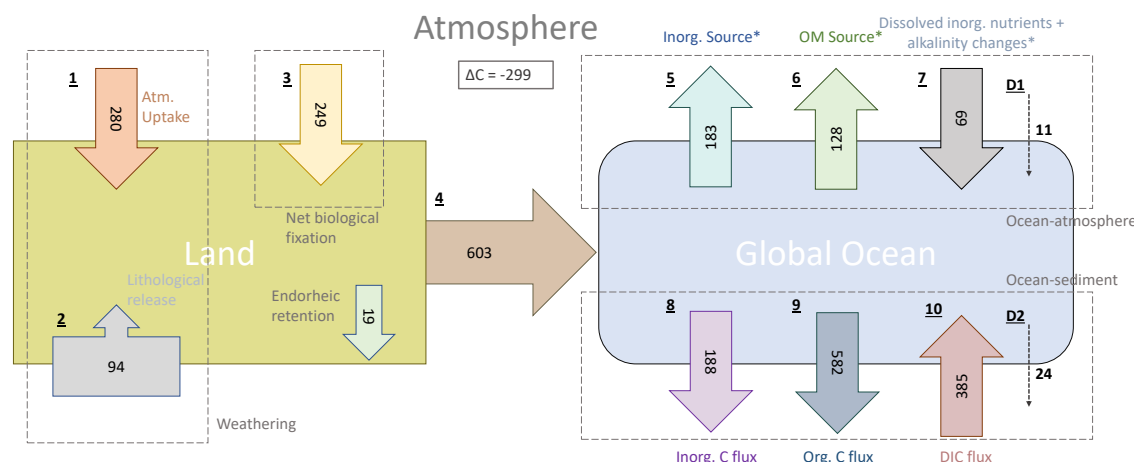 Atmosphere
ΔC = -299
1
Atm.
Uptake
280
3
249
Net biological
fixation
Land
Lithological
release
2
94
Weathering
Endorheic
retention
19
4
603
Inorg. Source*
OM Source*
Dissolved inorg. nutrients +
alkalinity changes*
5
183
6
128
7
69
D1
11
Ocean-atmosphere
Global Ocean
Ocean-sediment
8
188
9
582
10
385
D2
24
Inorg. C flux
Org. C flux
DIC flux